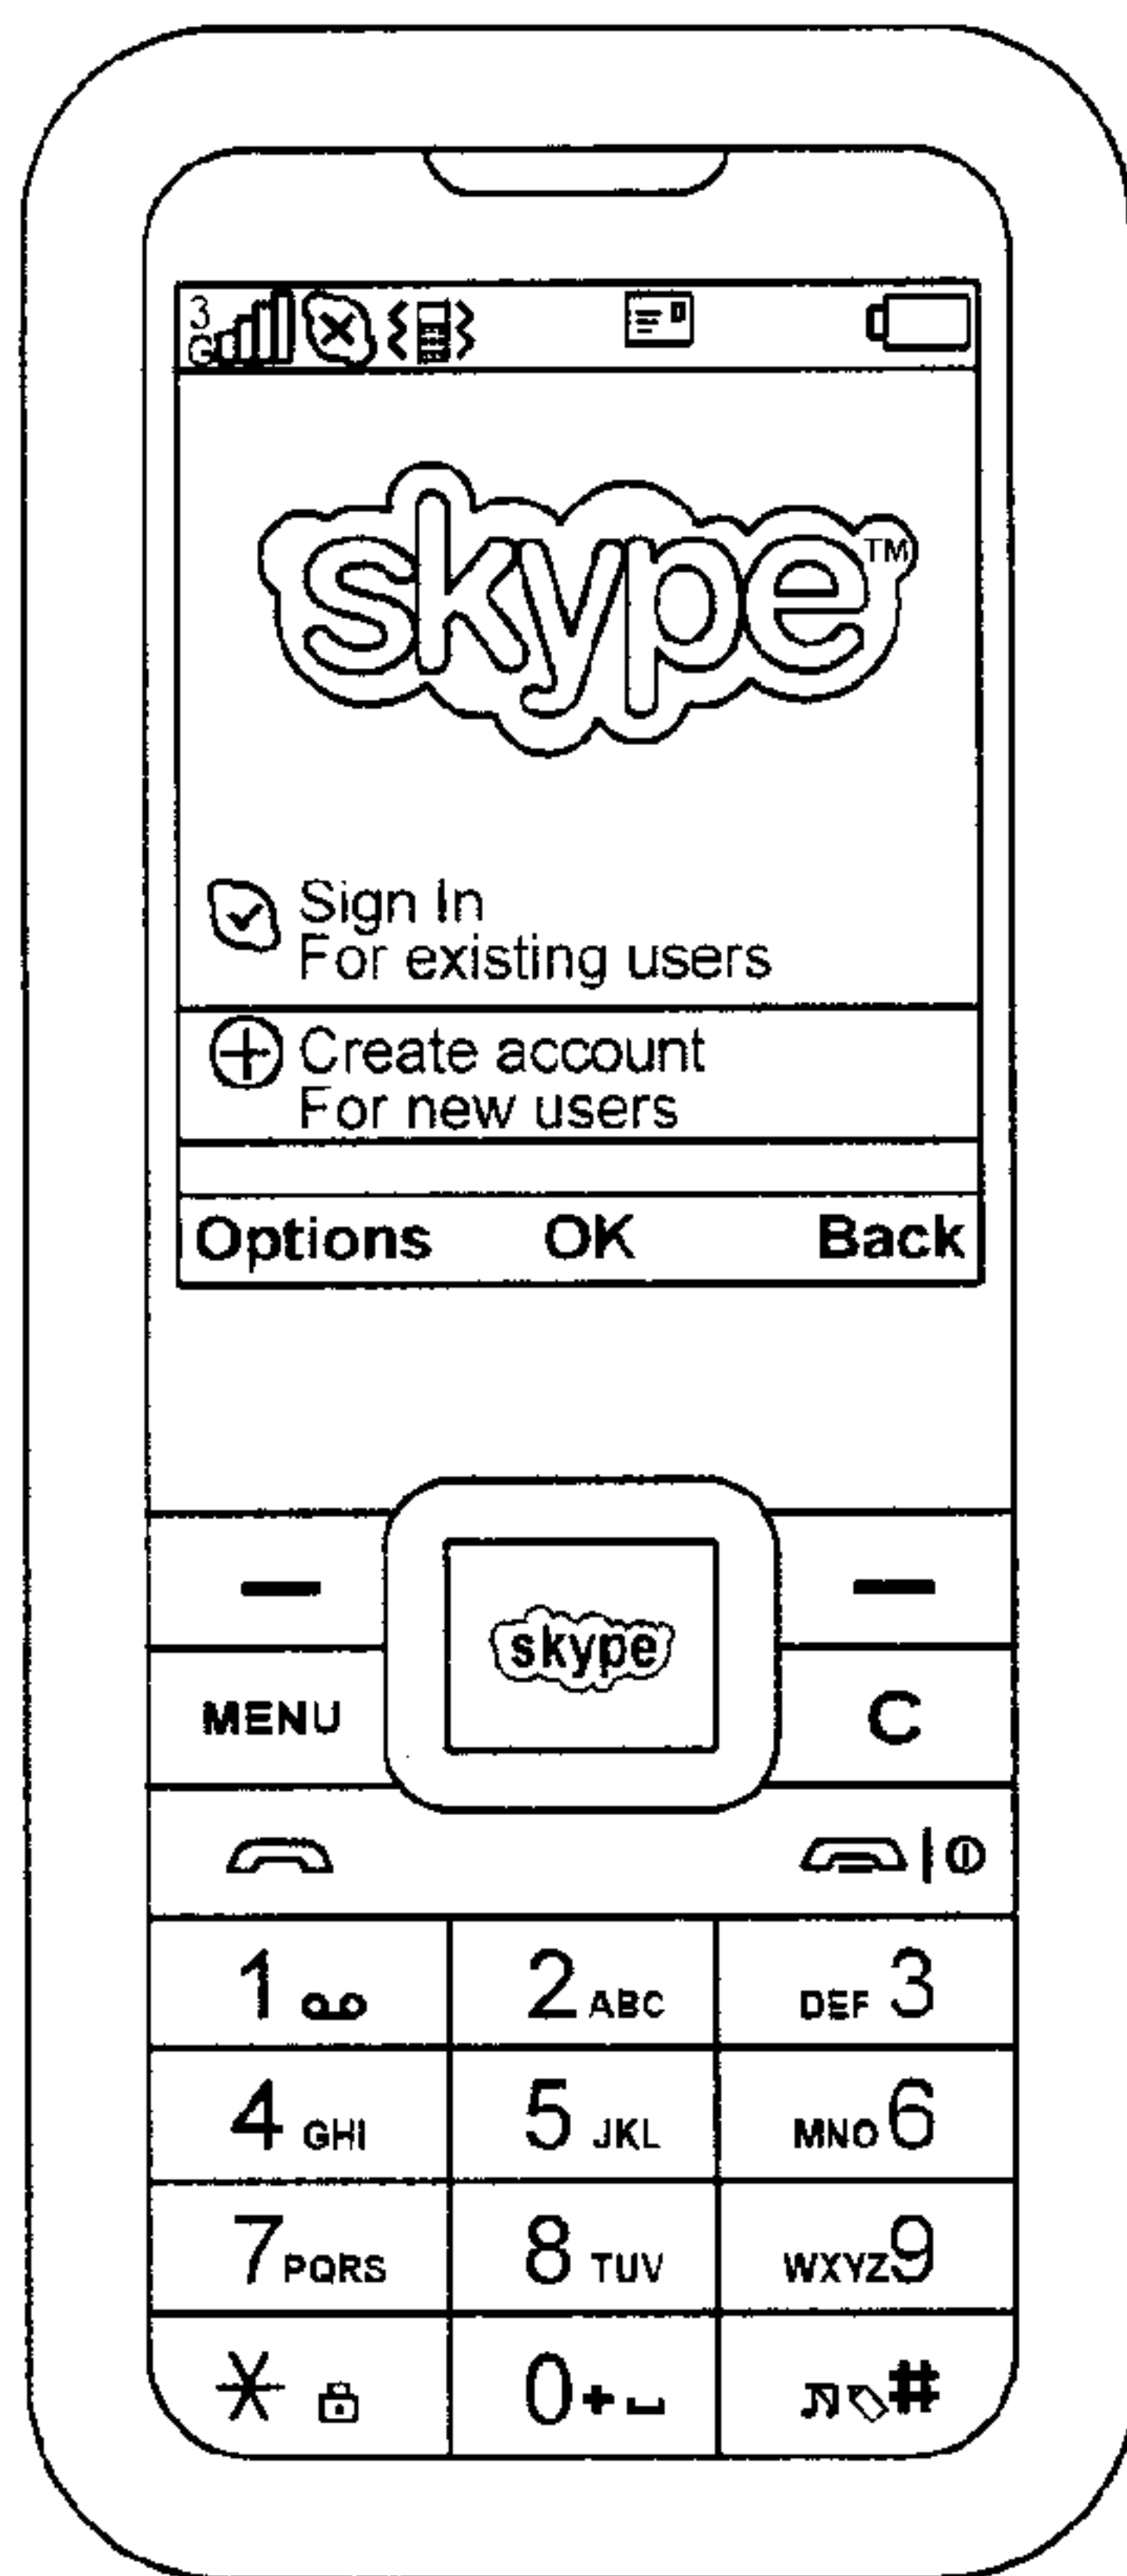 3
G
skype™
Sign In
For existing users
Create account
For new users
Options OK Back
skype
MENU C
1 2 ABC DEF 3
4 GHI 5 JKL MNO 6
7 PQRS 8 TUV WXYZ 9
* 0 + #